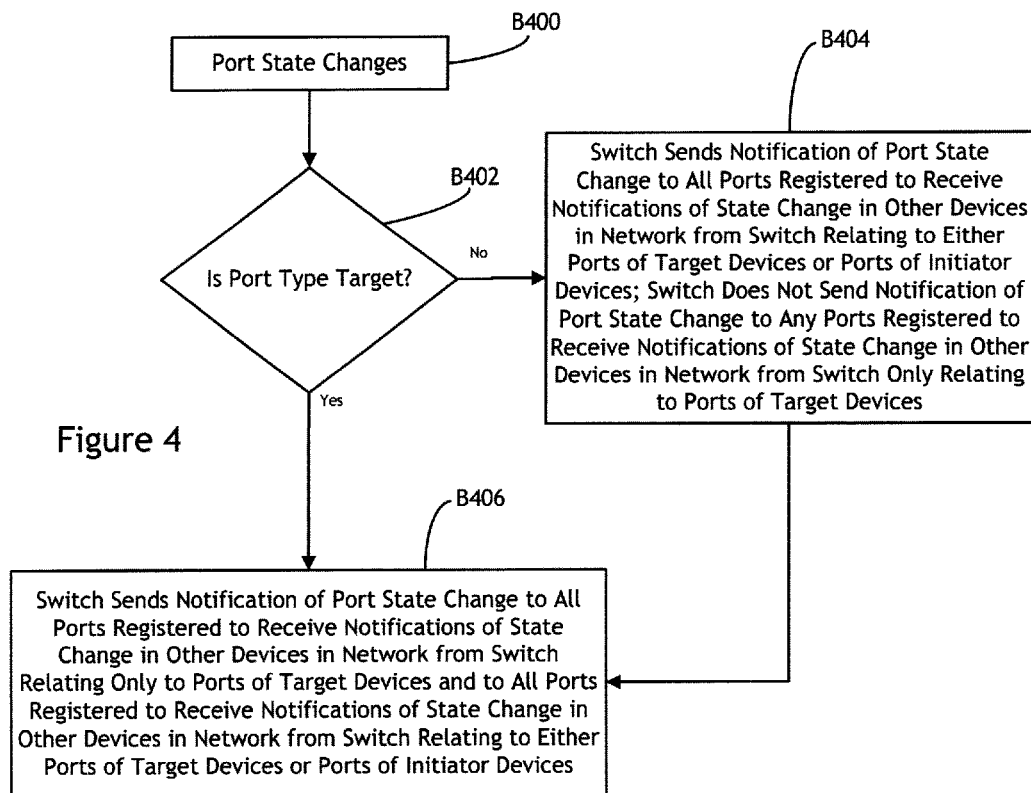 B400
Port State Changes
B404
B402
Is Port Type Target?
No
Yes
Switch Sends Notification of Port State
Change to All Ports Registered to Receive
Notifications of State Change in Other Devices
in Network from Switch Relating to Either
Ports of Target Devices or Ports of Initiator
Devices; Switch Does Not Send Notification of
Port State Change to Any Ports Registered to
Receive Notifications of State Change in Other
Devices in Network from Switch Only Relating
to Ports of Target Devices
Figure 4
B406
Switch Sends Notification of Port State Change to All
Ports Registered to Receive Notifications of State
Change in Other Devices in Network from Switch
Relating Only to Ports of Target Devices and to All Ports
Registered to Receive Notifications of State Change in
Other Devices in Network from Switch Relating to Either
Ports of Target Devices or Ports of Initiator Devices